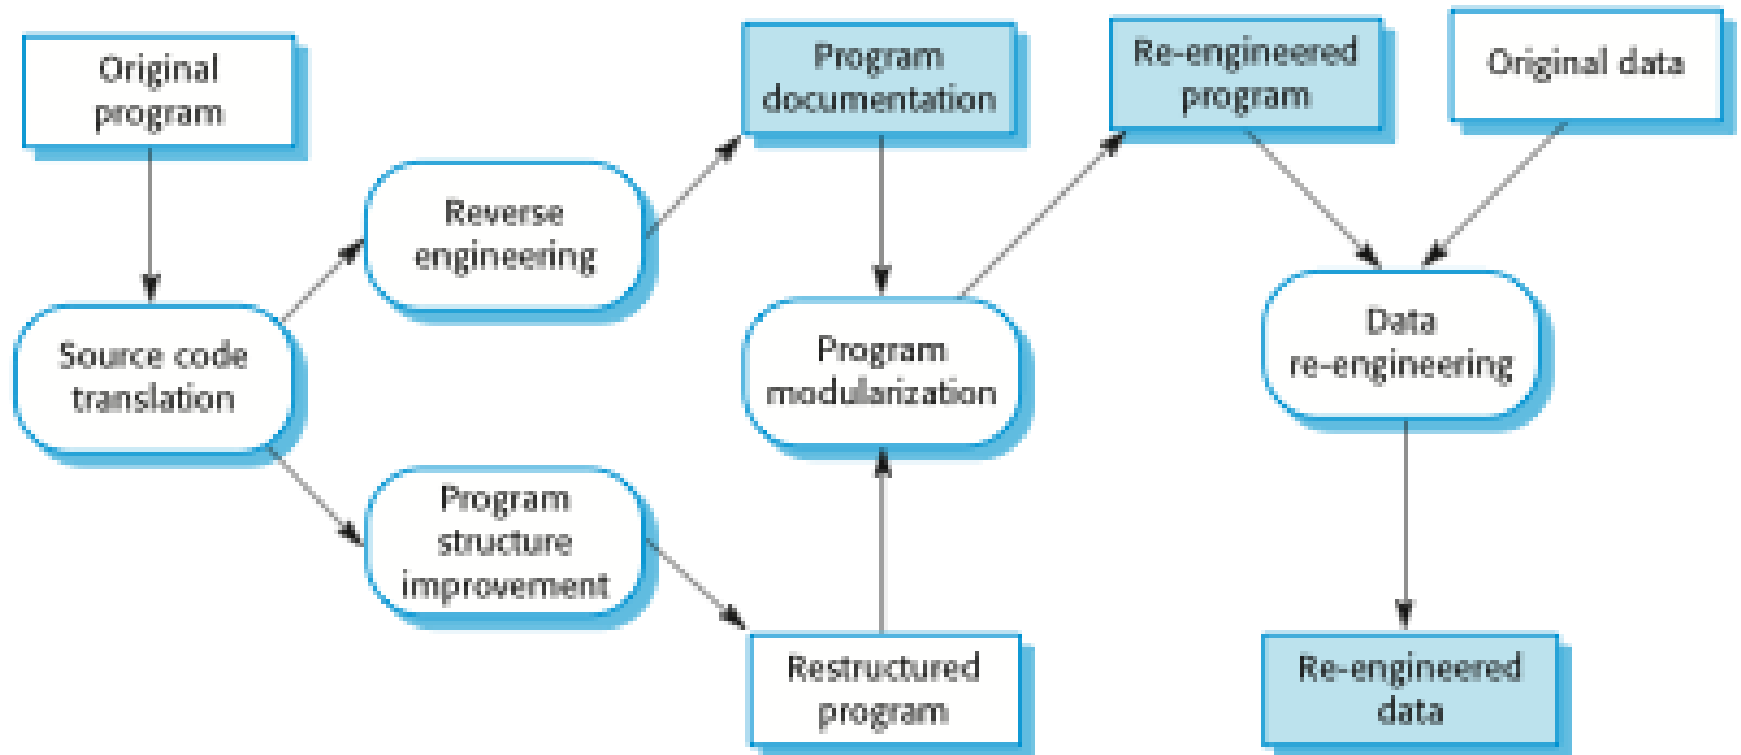 Original
program
Program
documentation
Re-engineered
program
Original data
Reverse
engineering
Source code
translation
Program
modularization
Data
re-engineering
Program
structure
improvement
Restructured
program
Re-engineered
data